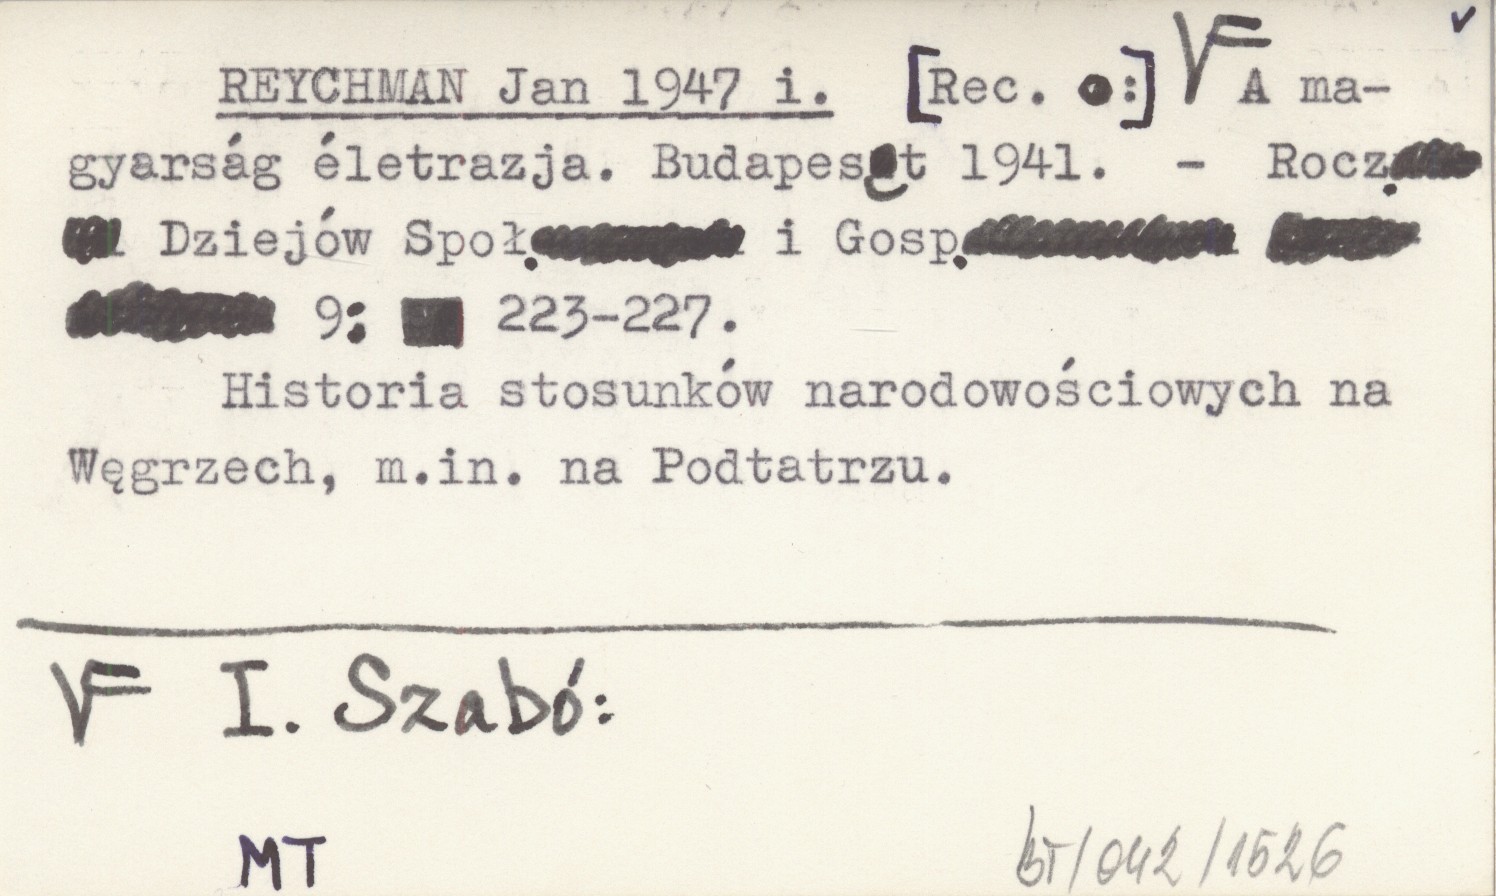 REYCHMAN Jan 1947 i. [Rec. :] A ma-
gyarság életrazja. Budapest 1941. - Rocz.
Dziejów Społ. i Gosp.
9: 223-227.
Historia stosunków narodowościowych na
Węgrzech, m.in. na Podtatrzu.
I. Szabó:
MT
BT/042/1526